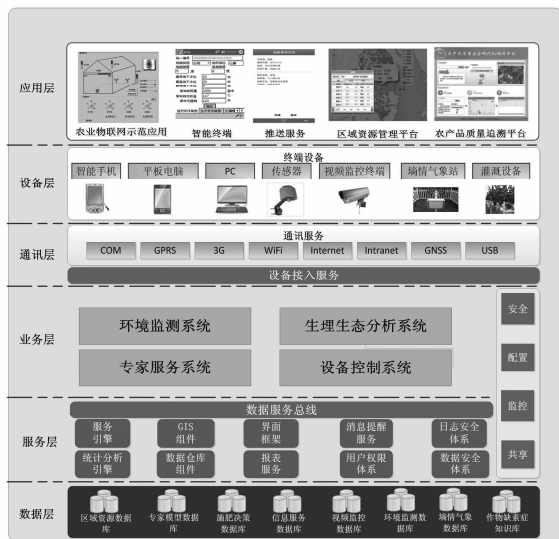 应用层
农业物联网示范应用 智能终端 推送服务 区域资源管理平台 农产品质量追溯平台
设备层
终端设备
智能手机 平板电脑 PC 传感器 视频监控终端 墒情气象站 灌溉设备
通讯层
通讯服务
COM GPRS 3G WiFi Internet Intranet GNSS USB
设备接入服务
业务层
环境监测系统 生理生态分析系统
专家服务系统 设备控制系统
安全
配置
监控
共享
服务层
数据服务总线
服务引擎 GIS组件 界面框架 消息提醒服务 日志安全体系
统计分析引擎 数据仓库组件 报表服务 用户权限体系 数据安全体系
数据层
区域资源数据库 专家模型数据库 施肥决策数据库 信息服务数据库 视频监控数据库 环境监测数据库 墒情气象数据库 作物缺素症知识库